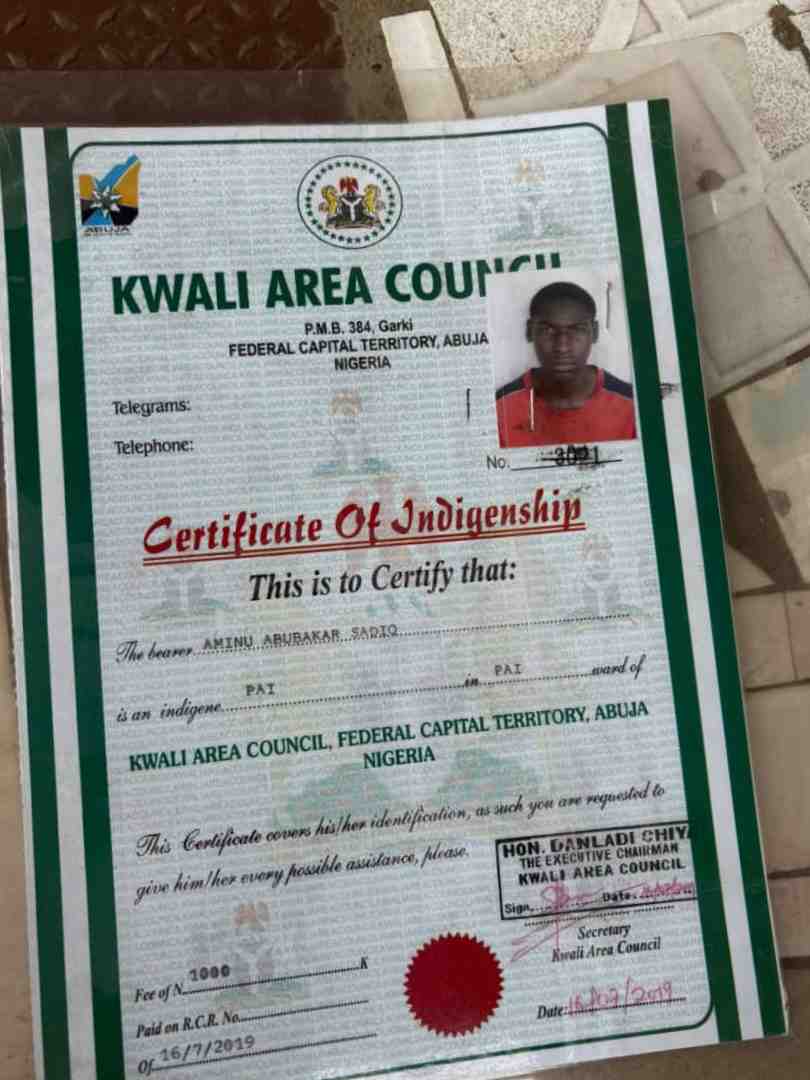 ABUJA
KWALI AREA COUNCIL
P.M.B. 384, Garki
FEDERAL CAPITAL TERRITORY, ABUJA
NIGERIA
Telegrams:
Telephone:
No. 3021
Certificate Of Indigenship
This is to Certify that:
The bearer AMINU ABUBAKAR SADIQ
is an indigene PAI in PAI ward of
KWALI AREA COUNCIL, FEDERAL CAPITAL TERRITORY, ABUJA
NIGERIA
This Certificate covers his/her identification, as such you are requested to
give him/her every possible assistance, please.
HON. DANLADI CHIYA
THE EXECUTIVE CHAIRMAN
KWALI AREA COUNCIL
Sign. Date.
Secretary
Kwali Area Council
Fee of N 1000 K
Paid on R.C.R. No.
Of 16/7/2019
Date: 16/07/2019